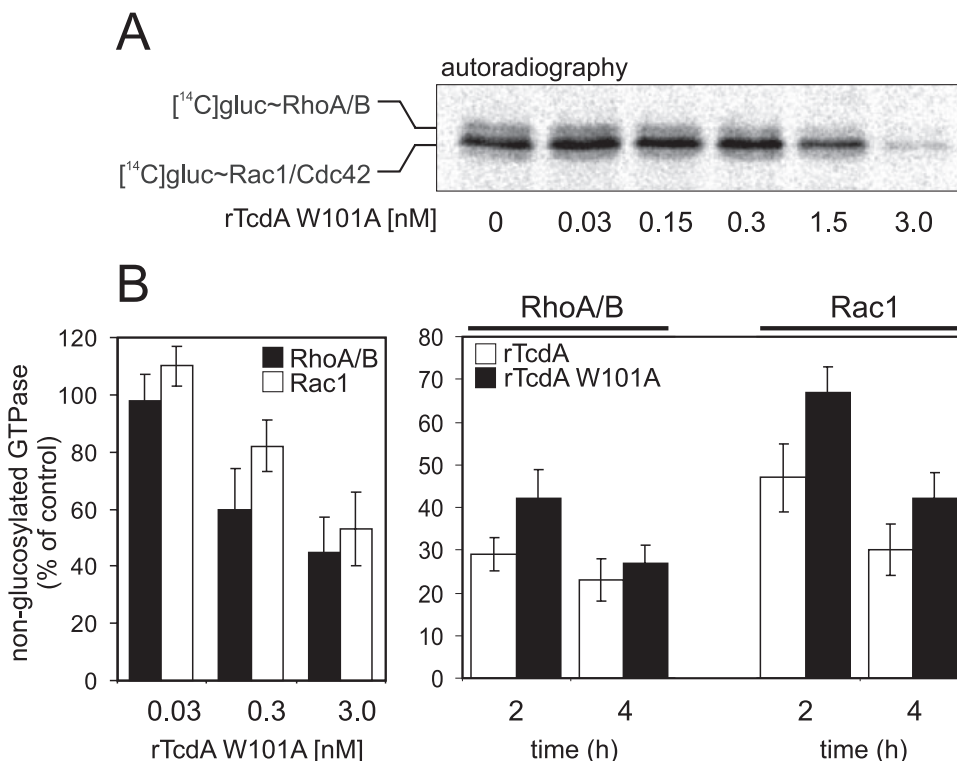 A
autoradiography
[¹⁴C]gluc~RhoA/B
[¹⁴C]gluc~Rac1/Cdc42
rTcdA W101A [nM]
0 0.03 0.15 0.3 1.5 3.0
B
non-glucosylated GTPase
(% of control)
120
100
80
60
40
20
0
RhoA/B
Rac1
0.03 0.3 3.0
rTcdA W101A [nM]
RhoA/B Rac1
80
70
60
50
40
30
20
10
0
rTcdA
rTcdA W101A
2 4 2 4
time (h) time (h)